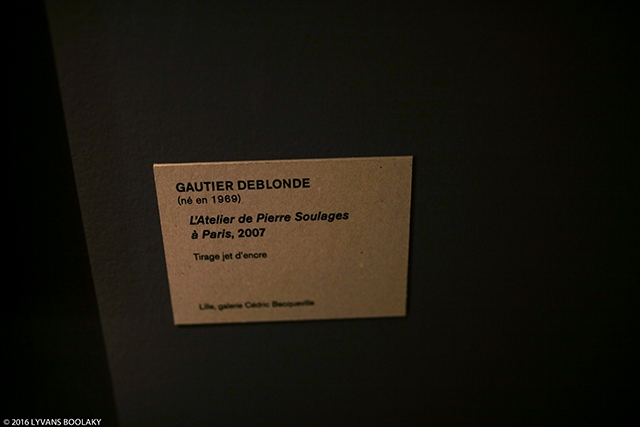 GAUTIER DEBLONDE
(né en 1969)
L'Atelier de Pierre Soulages
à Paris, 2007
Tirage jet d'encre
Lille, galerie Cédric Bacqueville
© 2016 LYVANS BOOLAKY